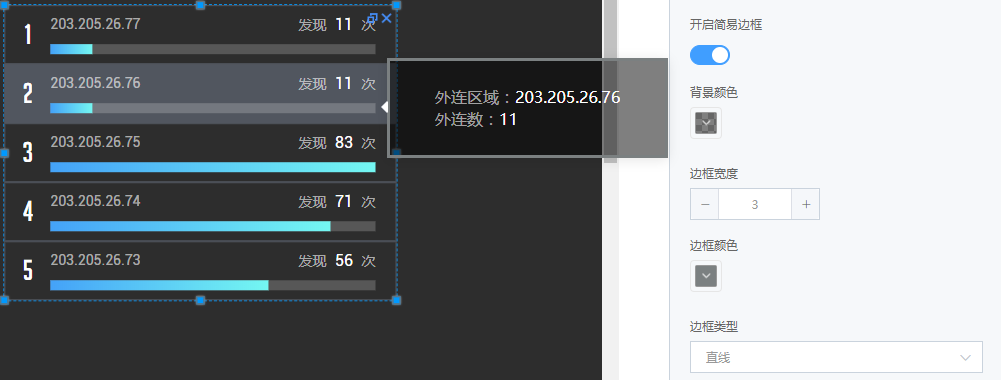 1 203.205.26.77 发现 11 次
2 203.205.26.76 发现 11 次
3 203.205.26.75 发现 83 次
4 203.205.26.74 发现 71 次
5 203.205.26.73 发现 56 次
外连区域：203.205.26.76
外连数：11
开启简易边框
背景颜色
边框宽度
− 3 +
边框颜色
边框类型
直线